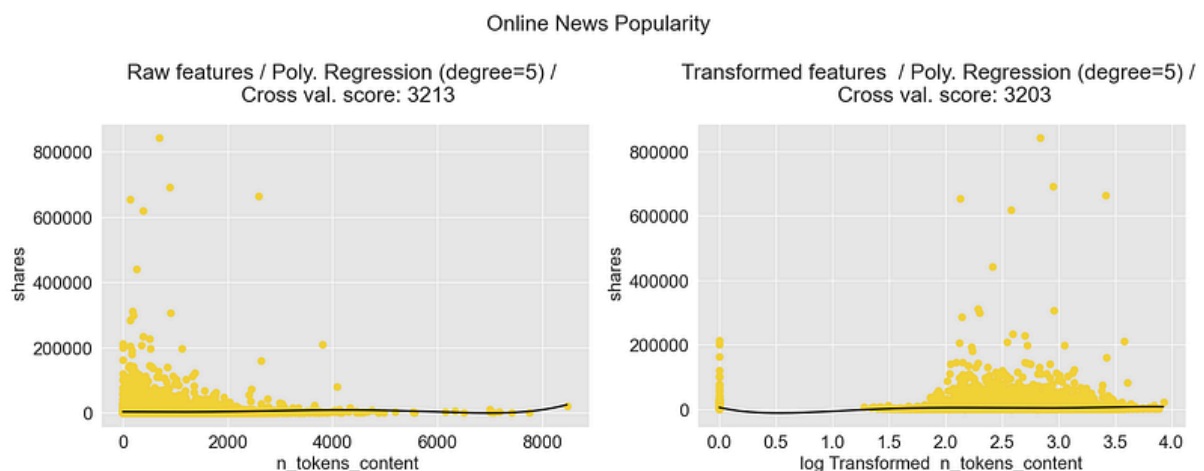 Online News Popularity
Raw features / Poly. Regression (degree=5) /
Cross val. score: 3213
shares
800000
600000
400000
200000
0
0 2000 4000 6000 8000
n_tokens_content
Transformed features / Poly. Regression (degree=5) /
Cross val. score: 3203
shares
800000
600000
400000
200000
0
0.0 0.5 1.0 1.5 2.0 2.5 3.0 3.5 4.0
log Transformed n_tokens_content